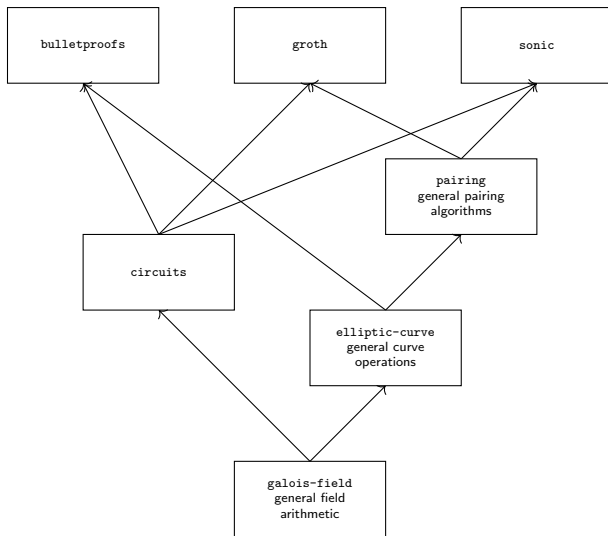 bulletproofs
groth
sonic
pairing
general pairing
algorithms
circuits
elliptic-curve
general curve
operations
galois-field
general field
arithmetic